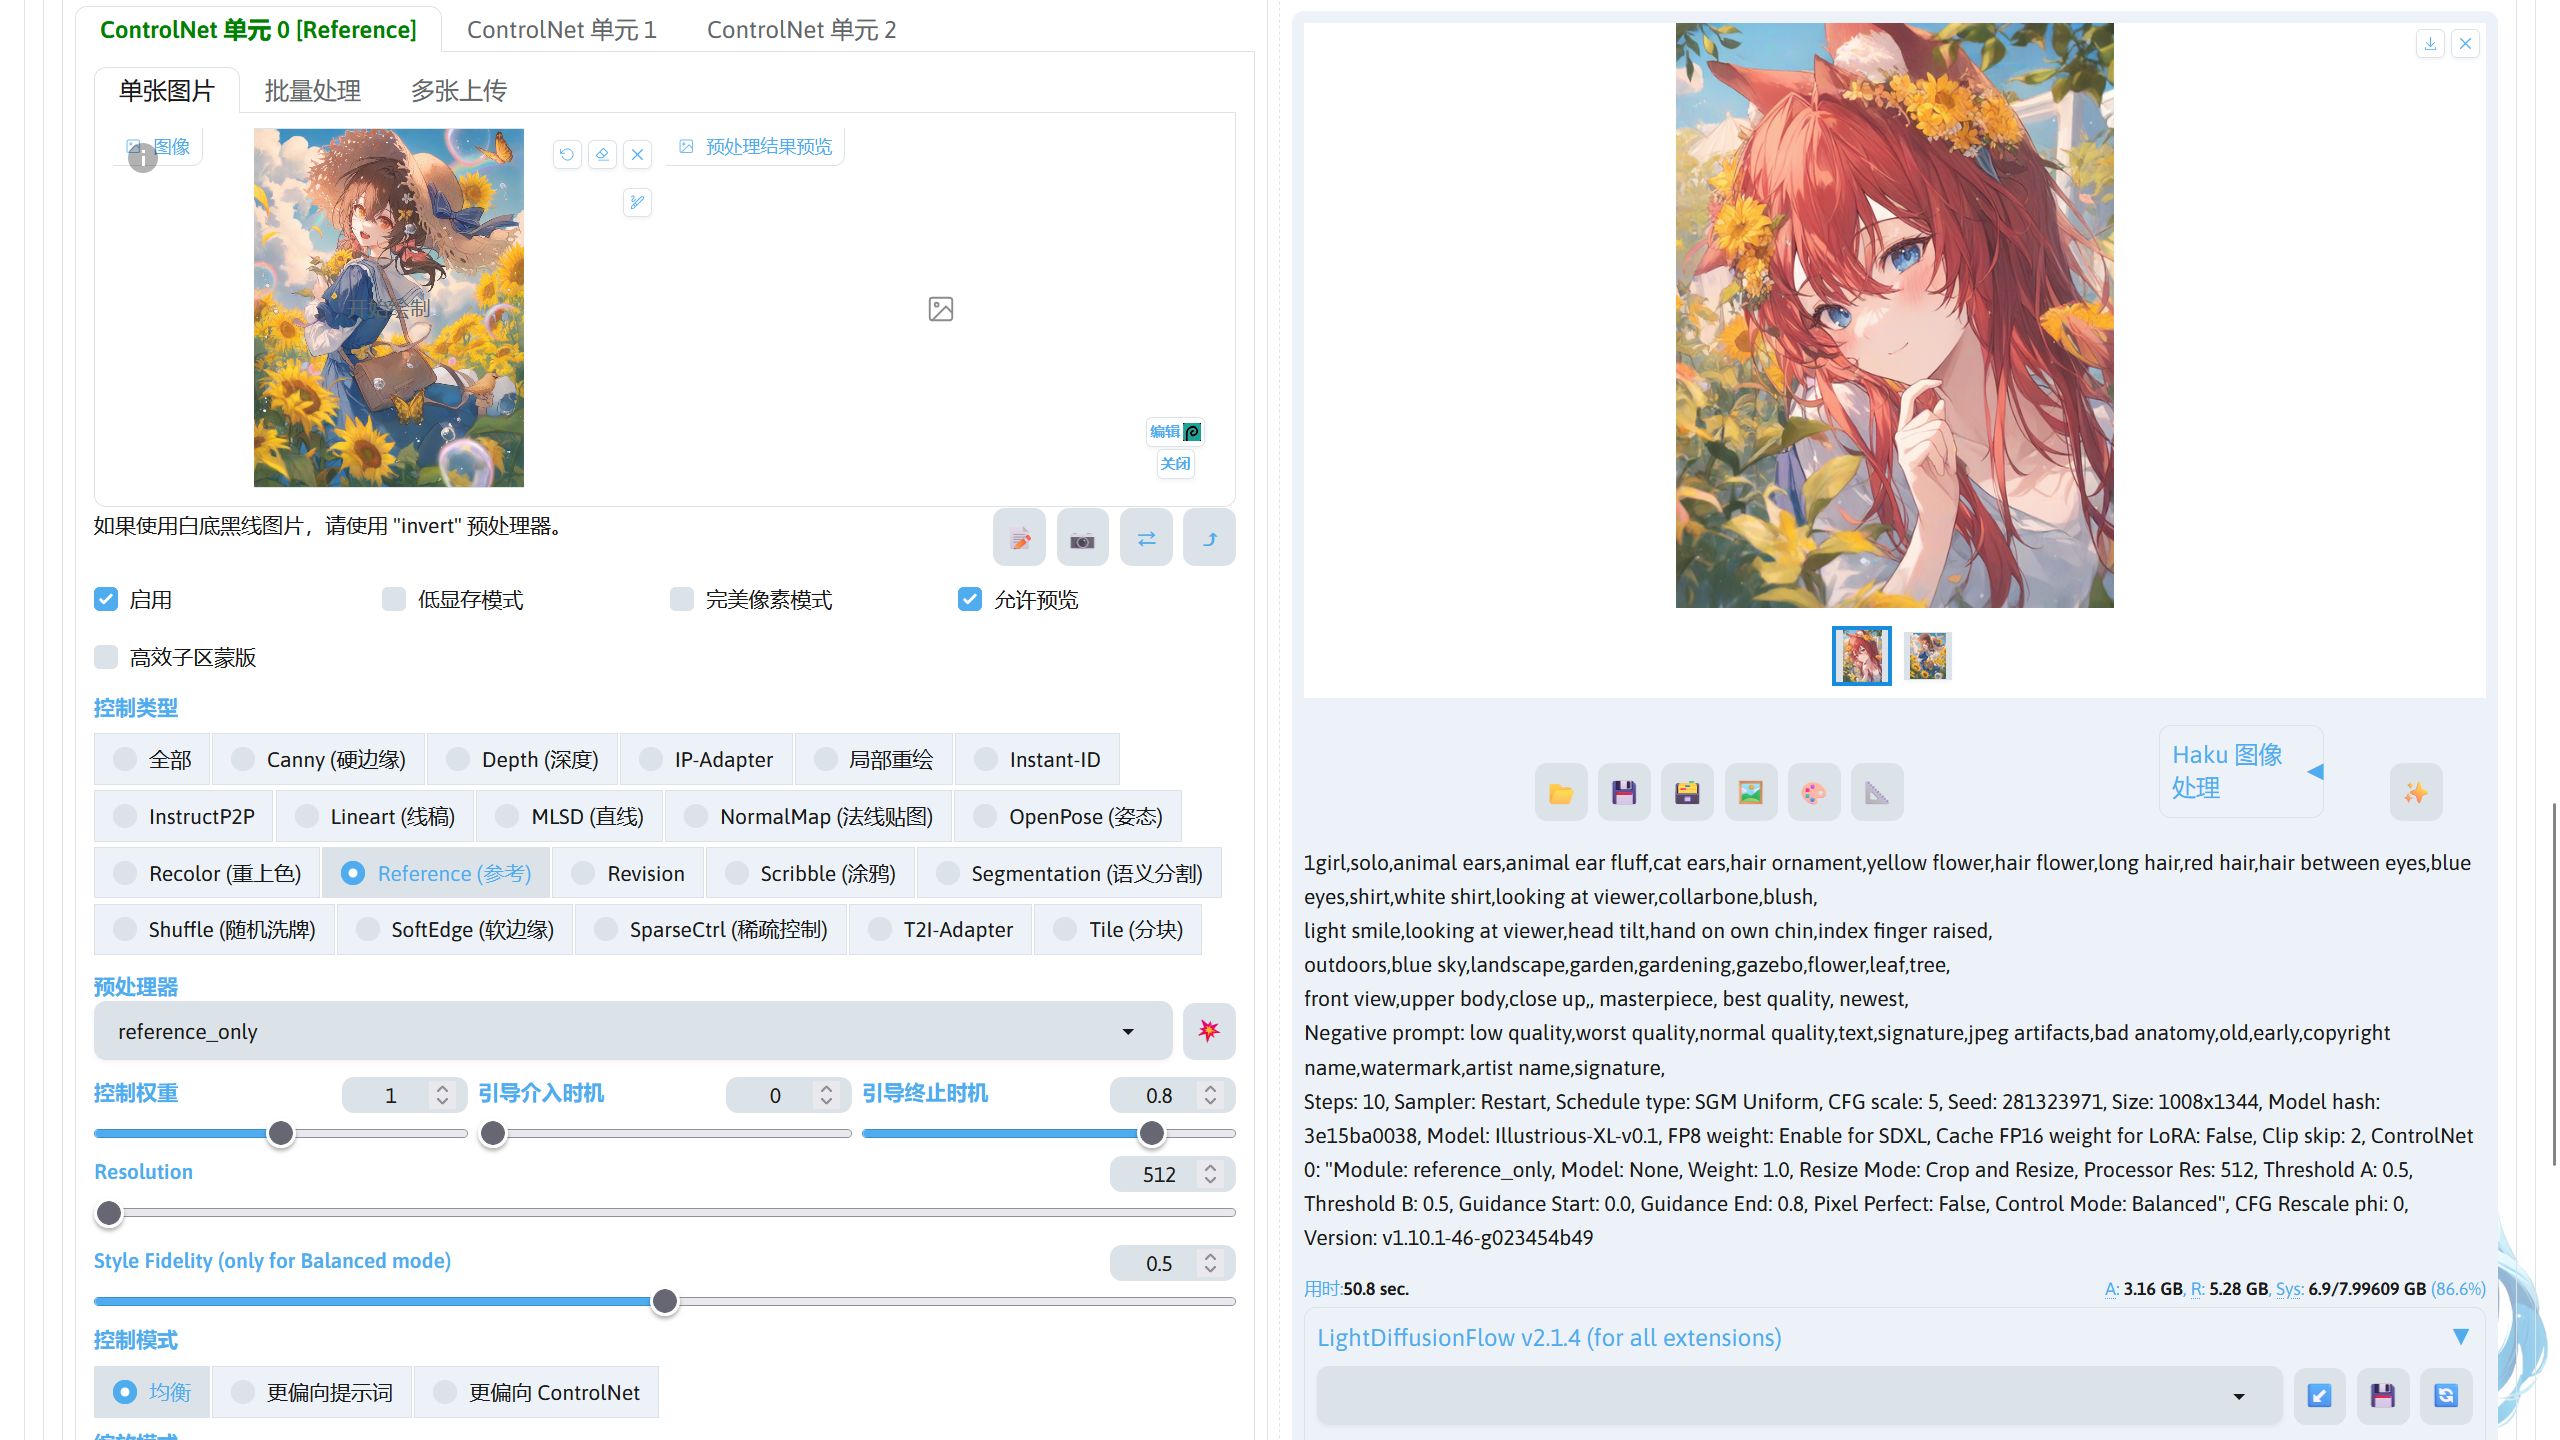 ControlNet 单元 0 [Reference]
ControlNet 单元 1
ControlNet 单元 2
单张图片
批量处理
多张上传
图像
预处理结果预览
开始绘制
编辑
关闭
如果使用白底黑线图片，请使用 "invert" 预处理器。
启用
低显存模式
完美像素模式
允许预览
高效子区蒙版
控制类型
全部
Canny (硬边缘)
Depth (深度)
IP-Adapter
局部重绘
Instant-ID
InstructP2P
Lineart (线稿)
MLSD (直线)
NormalMap (法线贴图)
OpenPose (姿态)
Recolor (重上色)
Reference (参考)
Revision
Scribble (涂鸦)
Segmentation (语义分割)
Shuffle (随机洗牌)
SoftEdge (软边缘)
SparseCtrl (稀疏控制)
T2I-Adapter
Tile (分块)
预处理器
reference_only
控制权重
1
引导介入时机
0
引导终止时机
0.8
Resolution
512
Style Fidelity (only for Balanced mode)
0.5
控制模式
均衡
更偏向提示词
更偏向 ControlNet
缩放模式
Haku 图像
处理
1girl,solo,animal ears,animal ear fluff,cat ears,hair ornament,yellow flower,hair flower,long hair,red hair,hair between eyes,blue
eyes,shirt,white shirt,looking at viewer,collarbone,blush,
light smile,looking at viewer,head tilt,hand on own chin,index finger raised,
outdoors,blue sky,landscape,garden,gardening,gazebo,flower,leaf,tree,
front view,upper body,close up,, masterpiece, best quality, newest,
Negative prompt: low quality,worst quality,normal quality,text,signature,jpeg artifacts,bad anatomy,old,early,copyright
name,watermark,artist name,signature,
Steps: 10, Sampler: Restart, Schedule type: SGM Uniform, CFG scale: 5, Seed: 281323971, Size: 1008x1344, Model hash:
3e15ba0038, Model: Illustrious-XL-v0.1, FP8 weight: Enable for SDXL, Cache FP16 weight for LoRA: False, Clip skip: 2, ControlNet
0: "Module: reference_only, Model: None, Weight: 1.0, Resize Mode: Crop and Resize, Processor Res: 512, Threshold A: 0.5,
Threshold B: 0.5, Guidance Start: 0.0, Guidance End: 0.8, Pixel Perfect: False, Control Mode: Balanced", CFG Rescale phi: 0,
Version: v1.10.1-46-g023454b49
用时:50.8 sec.
A: 3.16 GB, R: 5.28 GB, Sys: 6.9/7.99609 GB (86.6%)
LightDiffusionFlow v2.1.4 (for all extensions)